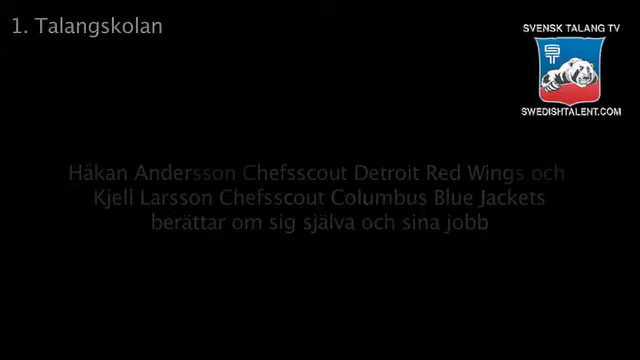 1. Talangskolan
SVENSK TALANG TV
ST
SWEDISHTALENT.COM
Håkan Andersson Chefsscout Detroit Red Wings och
Kjell Larsson Chefsscout Columbus Blue Jackets
berättar om sig själva och sina jobb